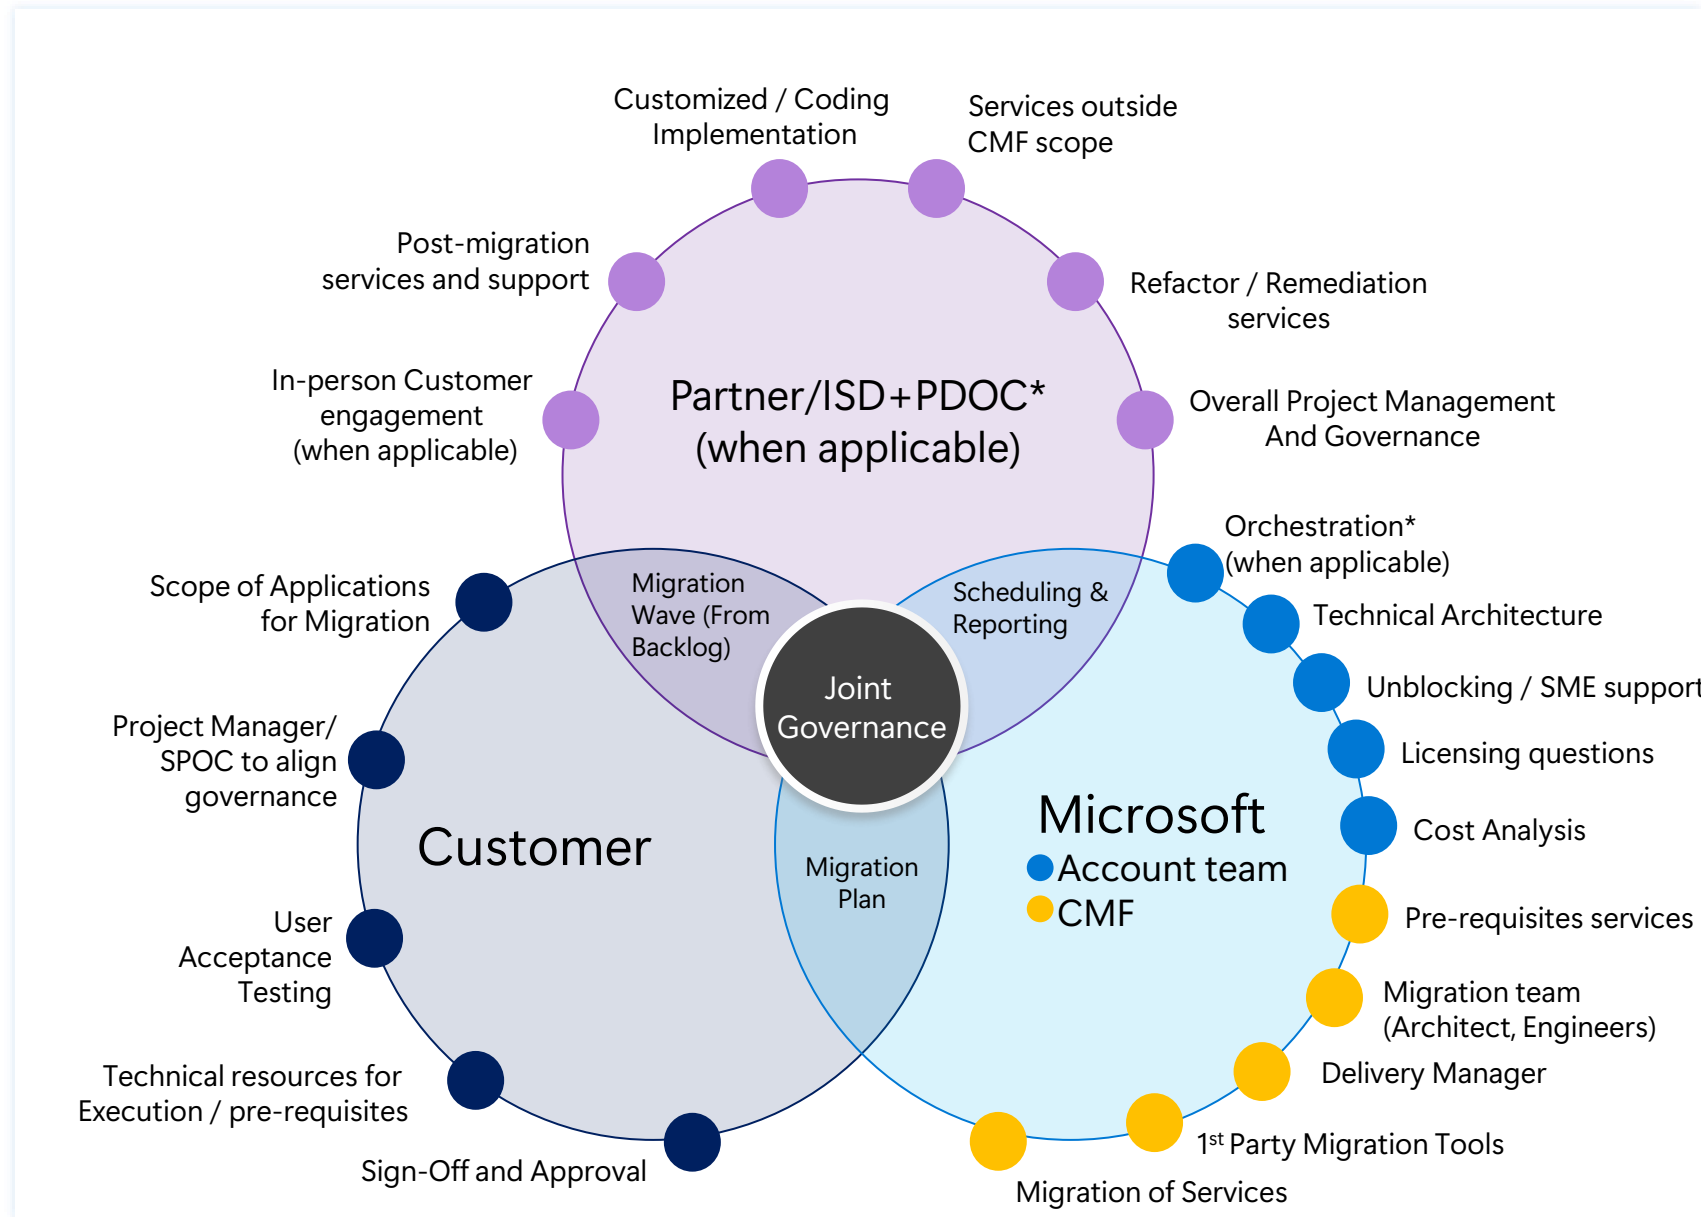 Customized / Coding
Implementation
Services outside
CMF scope
Post-migration
services and support
Refactor / Remediation
services
In-person Customer
engagement
(when applicable)
Partner/ISD+PDOC*
(when applicable)
Overall Project Management
And Governance
Orchestration*
(when applicable)
Scope of Applications
for Migration
Migration
Wave (From
Backlog)
Scheduling &
Reporting
Technical Architecture
Unblocking / SME support
Joint
Governance
Project Manager/
SPOC to align
governance
Licensing questions
Customer
Microsoft
Account team
CMF
Cost Analysis
Migration
Plan
User
Acceptance
Testing
Pre-requisites services
Migration team
(Architect, Engineers)
Technical resources for
Execution / pre-requisites
Delivery Manager
Sign-Off and Approval
1st Party Migration Tools
Migration of Services